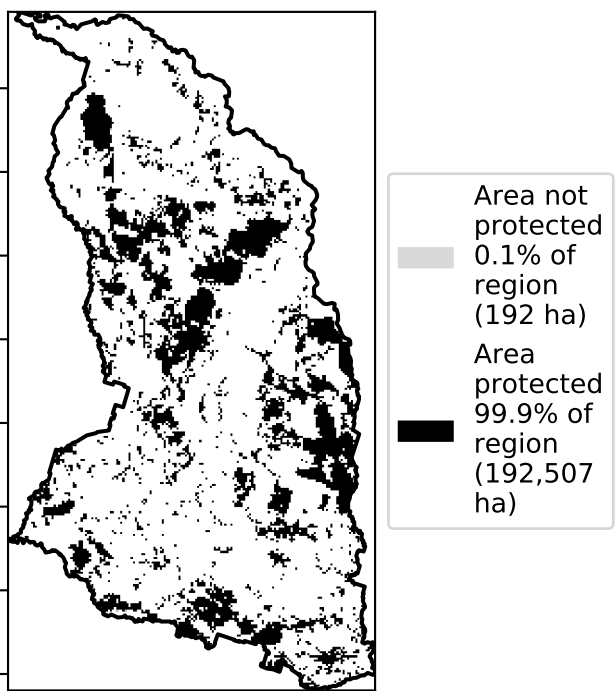 Area not
protected
0.1% of
region
(192 ha)
Area
protected
99.9% of
region
(192,507
ha)